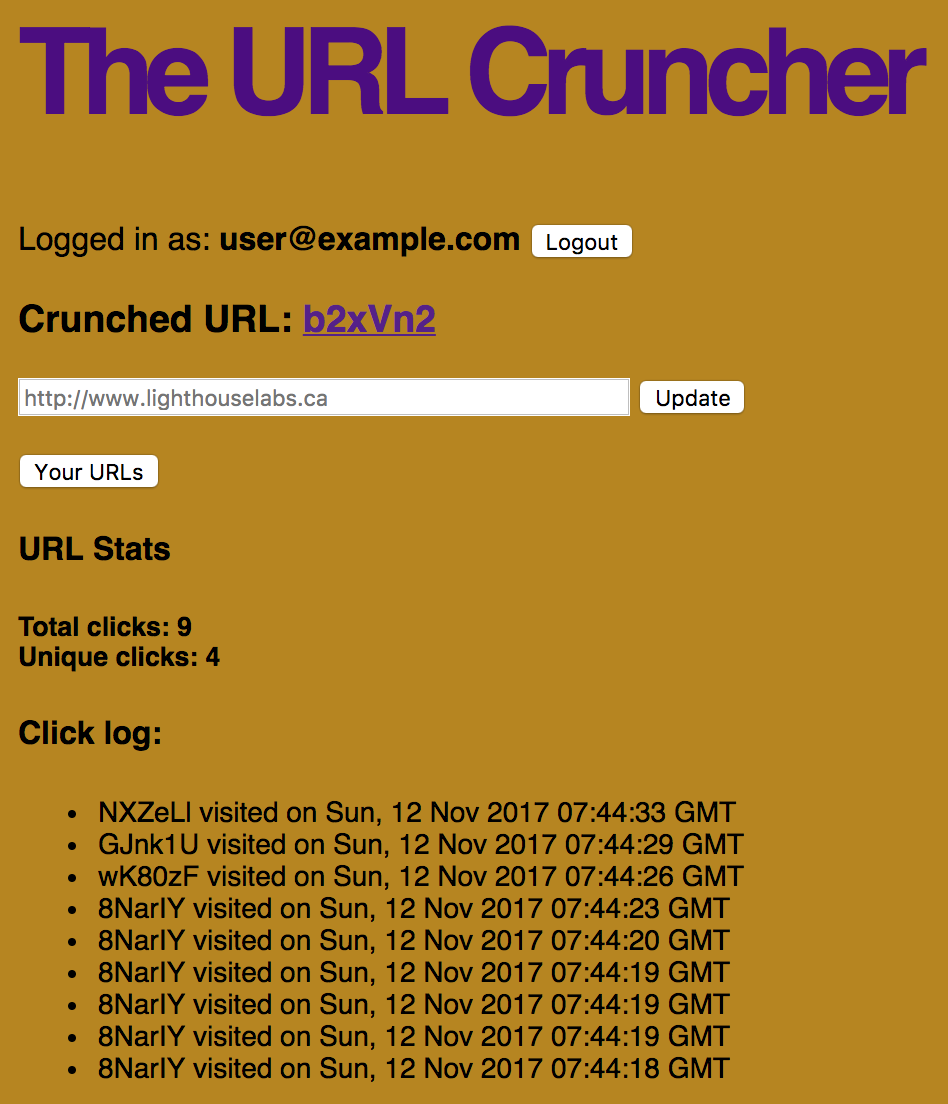 The URL Cruncher
Logged in as: user@example.com Logout
Crunched URL: b2xVn2
http://www.lighthouselabs.ca Update
Your URLs
URL Stats
Total clicks: 9
Unique clicks: 4
Click log:
• NXZeLl visited on Sun, 12 Nov 2017 07:44:33 GMT
• GJnk1U visited on Sun, 12 Nov 2017 07:44:29 GMT
• wK80zF visited on Sun, 12 Nov 2017 07:44:26 GMT
• 8NarlY visited on Sun, 12 Nov 2017 07:44:23 GMT
• 8NarlY visited on Sun, 12 Nov 2017 07:44:20 GMT
• 8NarlY visited on Sun, 12 Nov 2017 07:44:19 GMT
• 8NarlY visited on Sun, 12 Nov 2017 07:44:19 GMT
• 8NarlY visited on Sun, 12 Nov 2017 07:44:19 GMT
• 8NarlY visited on Sun, 12 Nov 2017 07:44:18 GMT